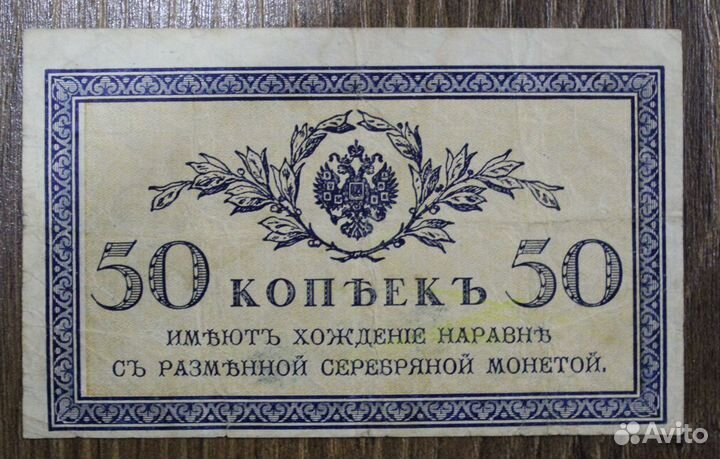 50 КОПѢЕКЪ 50
ИМѢЮТЪ ХОЖДЕНІЕ НАРАВНѢ
СЪ РАЗМѢННОЙ СЕРЕБРЯНОЙ МОНЕТОЙ.
Avito